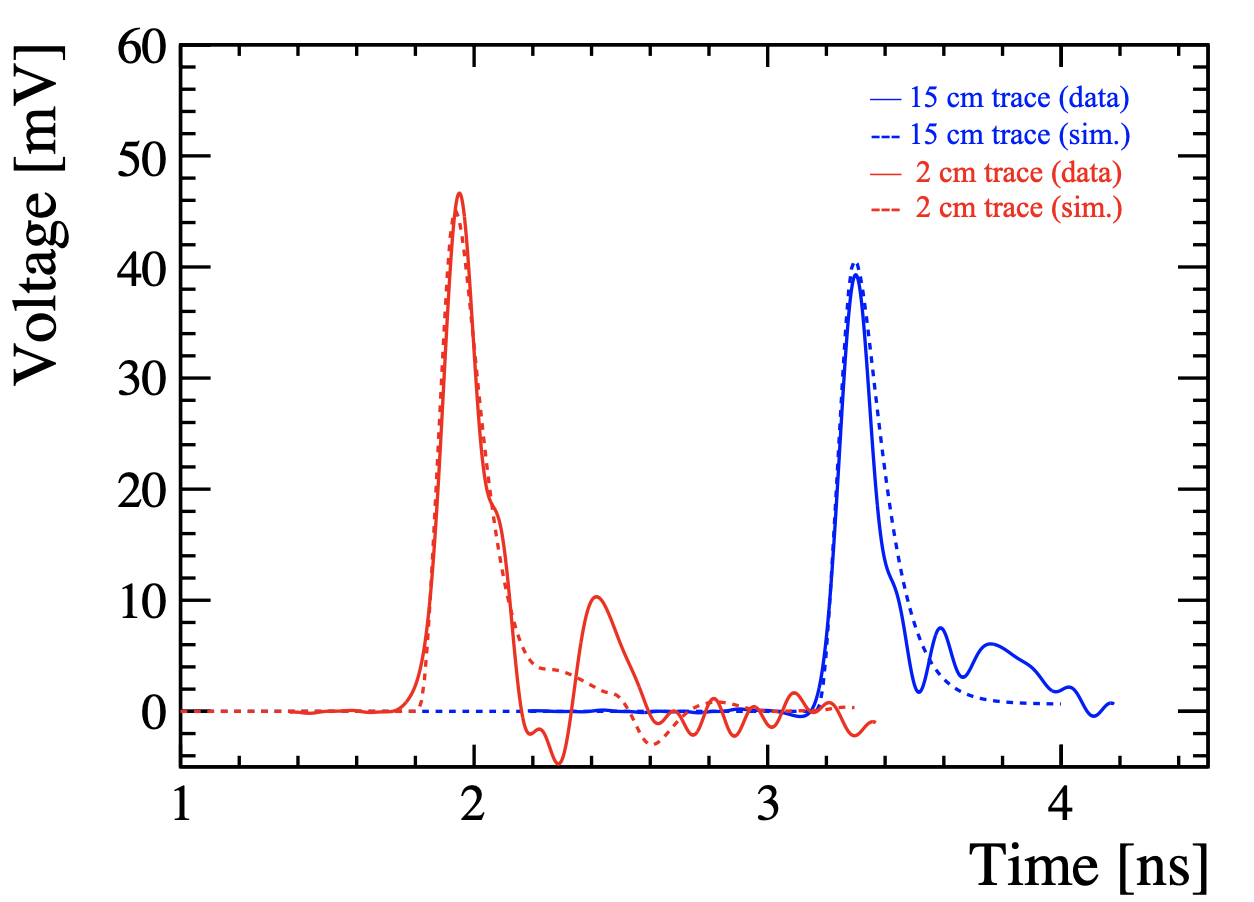 Voltage [mV]
60
50
40
30
20
10
0
15 cm trace (data)
15 cm trace (sim.)
2 cm trace (data)
2 cm trace (sim.)
1
2
3
4
Time [ns]